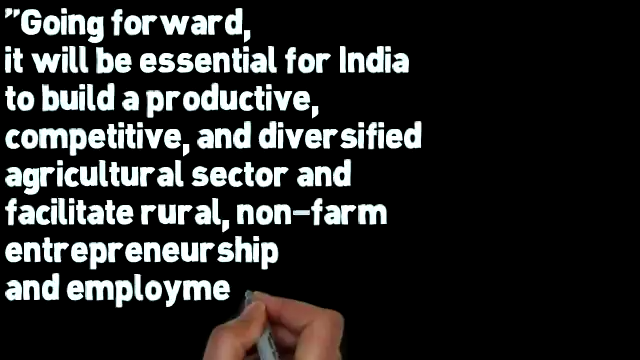 ”Going forward,
it will be essential for India
to build a productive,
competitive, and diversified
agricultural sector and
facilitate rural, non-farm
entrepreneurship
and employme